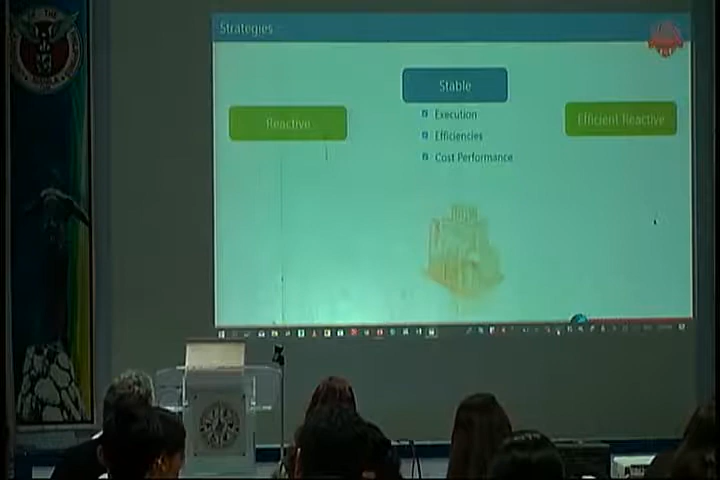 Strategies
Stable
Reactive
Efficient Reactive
Execution
Efficiencies
Cost Performance